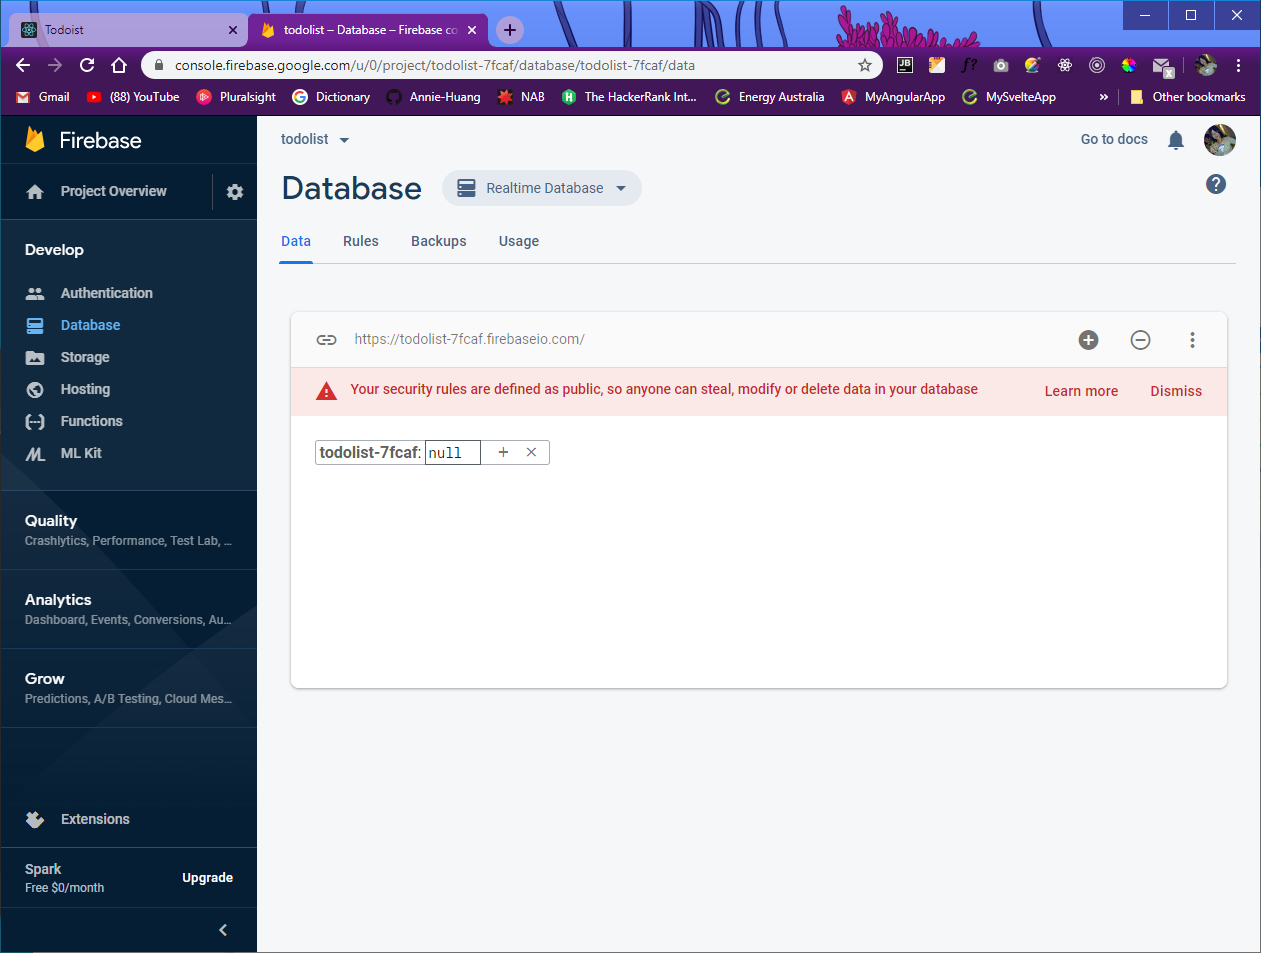 Todoist
todolist – Database – Firebase co
console.firebase.google.com/u/0/project/todolist-7fcaf/database/todolist-7fcaf/data
JB
f?
x
Gmail
(88) YouTube
Pluralsight
Dictionary
Annie-Huang
NAB
The HackerRank Int...
Energy Australia
MyAngularApp
MySvelteApp
»
Other bookmarks
Firebase
todolist
Go to docs
Project Overview
Database
Realtime Database
Data
Rules
Backups
Usage
Develop
Authentication
Database
Storage
Hosting
Functions
ML Kit
https://todolist-7fcaf.firebaseio.com/
Your security rules are defined as public, so anyone can steal, modify or delete data in your database
Learn more
Dismiss
todolist-7fcaf: null
Quality
Crashlytics, Performance, Test Lab, ...
Analytics
Dashboard, Events, Conversions, Au...
Grow
Predictions, A/B Testing, Cloud Mes...
Extensions
Spark
Free $0/month
Upgrade